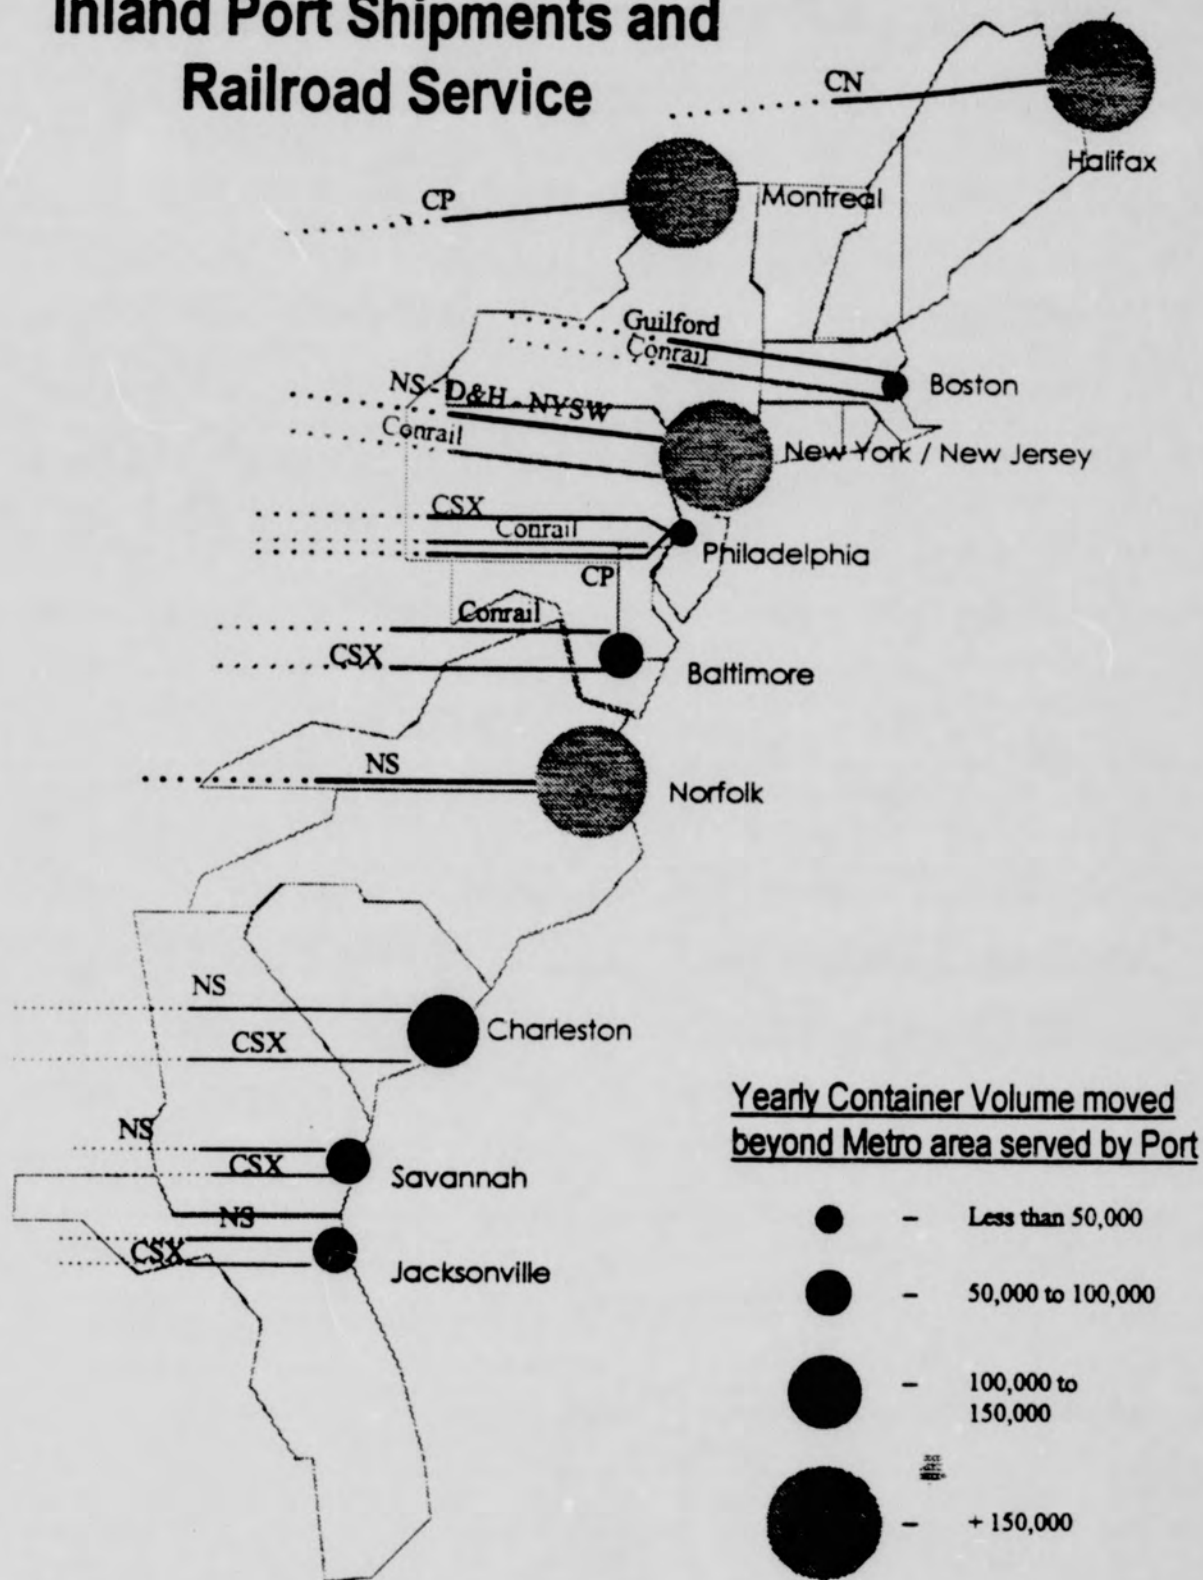 Inland Port Shipments and
Railroad Service
CN
Halifax
CP
Montreal
Guilford
Conrail
Boston
NS - D&H - NYSW
Conrail
New York / New Jersey
CSX
Conrail
Philadelphia
CP
Conrail
CSX
Baltimore
NS
Norfolk
NS
CSX
Charleston
NS
CSX
Savannah
NS
CSX
Jacksonville
Yearly Container Volume moved
beyond Metro area served by Port
- Less than 50,000
- 50,000 to 100,000
- 100,000 to
150,000
- + 150,000